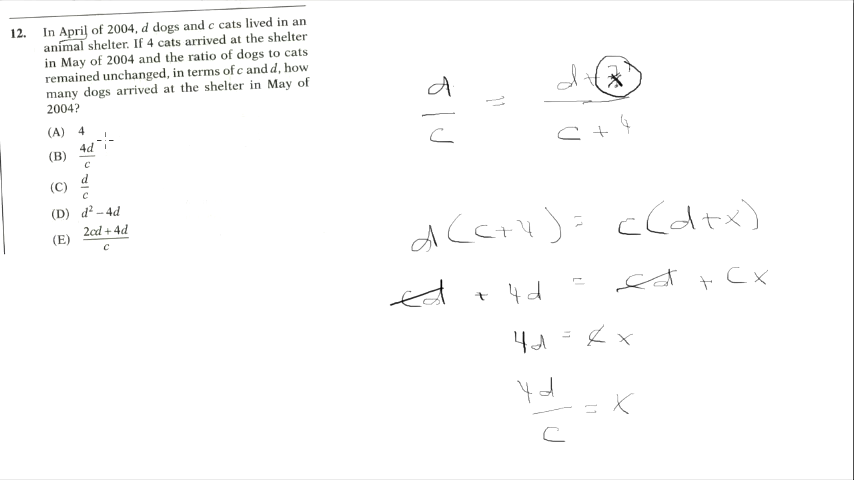 12. In April of 2004, d dogs and c cats lived in an
animal shelter. If 4 cats arrived at the shelter
in May of 2004 and the ratio of dogs to cats
remained unchanged, in terms of c and d, how
many dogs arrived at the shelter in May of
2004?
(A) 4
(B) 4d/c
(C) d/c
(D) d² – 4d
(E) 2cd + 4d/c
d/c = d+x/c+4
d(c+4) = c(d+x)
cd + 4d = cd + cx
4d = cx
4d/c = x